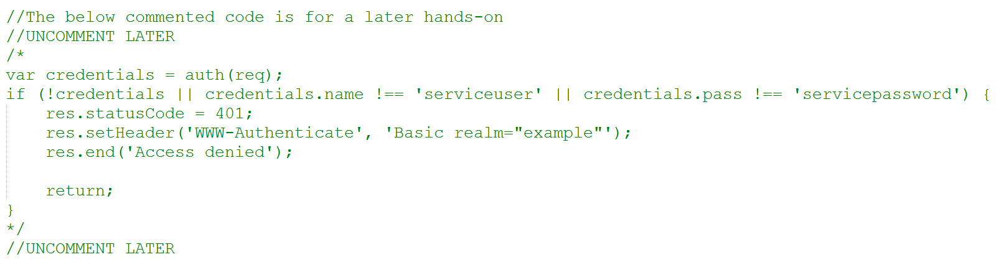 //The below commented code is for a later hands-on
//UNCOMMENT LATER
/*
var credentials = auth(req);
if (!credentials || credentials.name !== 'serviceuser' || credentials.pass !== 'servicepassword') {
    res.statusCode = 401;
    res.setHeader('WWW-Authenticate', 'Basic realm="example"');
    res.end('Access denied');

    return;
}
*/
//UNCOMMENT LATER